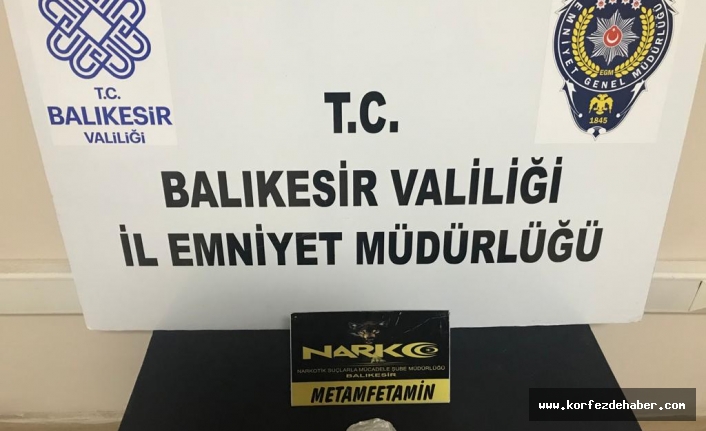 T.C.
BALIKESİR
VALİLİĞİ
EMNİYET GENEL MÜDÜRLÜĞÜ
EGM
1845
T.C.
BALIKESİR VALİLİĞİ
İL EMNİYET MÜDÜRLÜĞÜ
NARKO
NARKOTİK SUÇLARLA MÜCADELE ŞUBE MÜDÜRLÜĞÜ
BALIKESİR
METAMFETAMİN
www.korfezdehaber.com